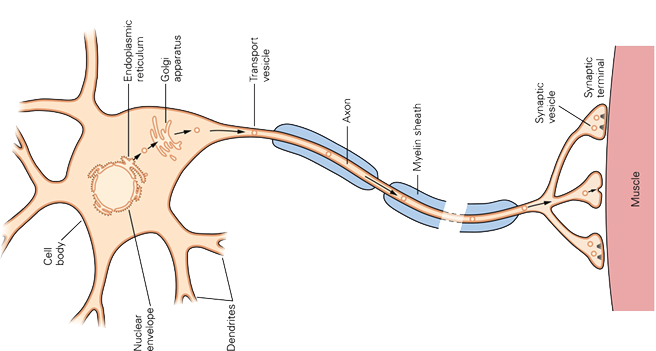 Endoplasmic
reticulum
Golgi
apparatus
Transport
vesicle
Axon
Myelin sheath
Synaptic
vesicle
Synaptic
terminal
Muscle
Cell
body
Nuclear
envelope
Dendrites